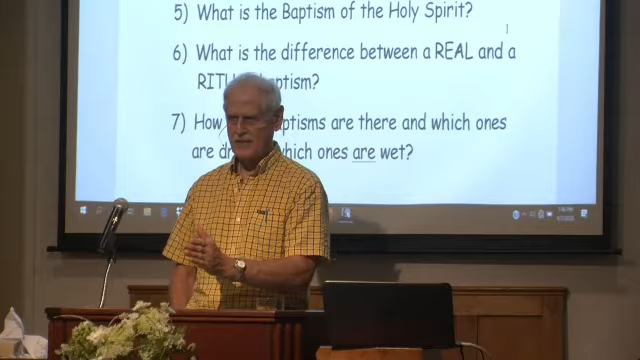 5) What is the Baptism of the Holy Spirit?
6) What is the difference between a REAL and a
RITU baptism?
7) How baptisms are there and which ones
are which ones are wet?